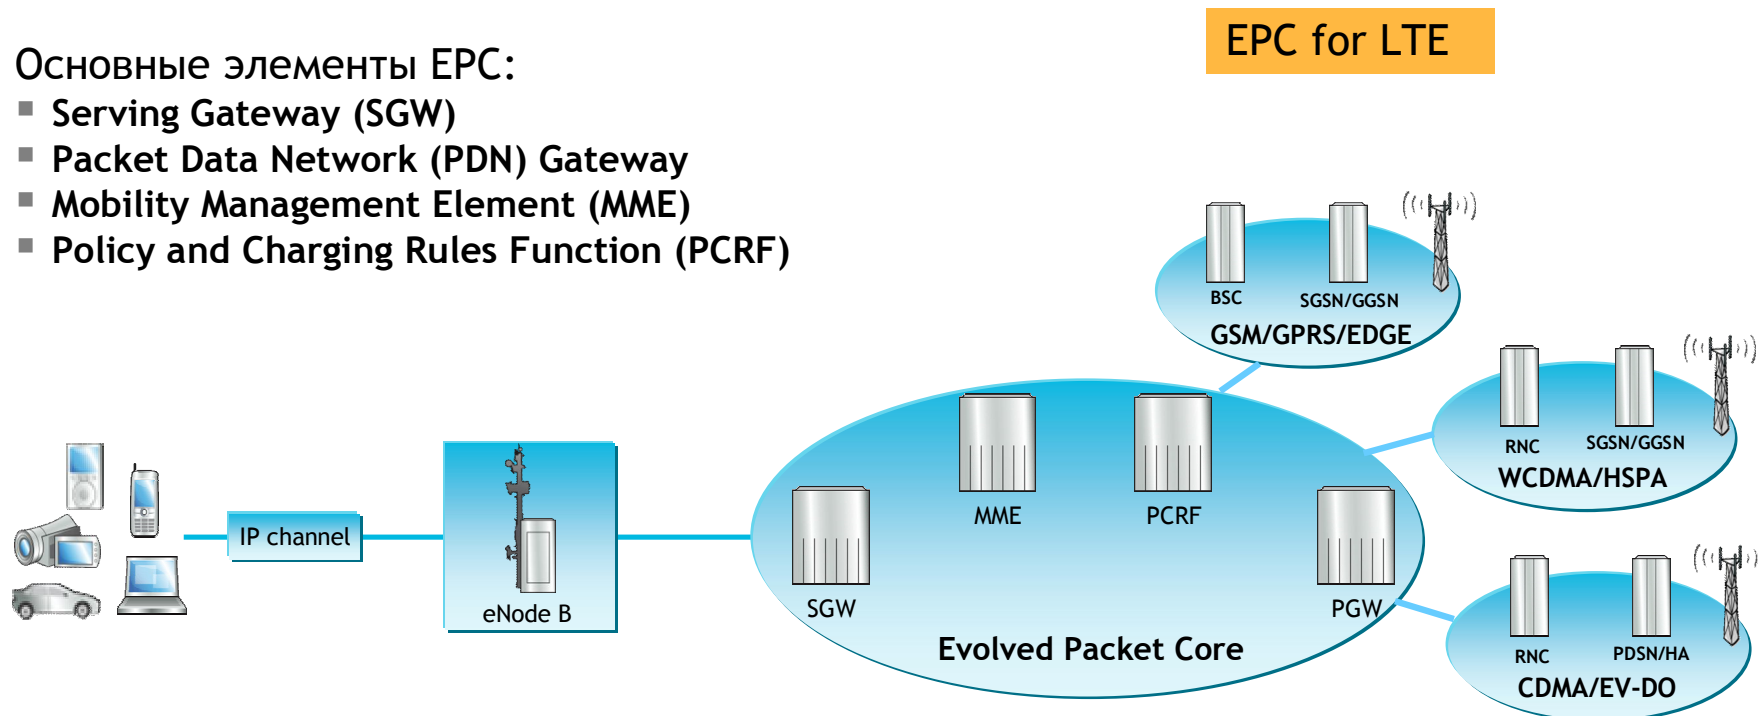 EPC for LTE
Основные элементы EPC:
Serving Gateway (SGW)
Packet Data Network (PDN) Gateway
Mobility Management Element (MME)
Policy and Charging Rules Function (PCRF)
BSC
SGSN/GGSN
GSM/GPRS/EDGE
RNC
SGSN/GGSN
WCDMA/HSPA
IP channel
eNode B
MME
PCRF
SGW
PGW
Evolved Packet Core
RNC
PDSN/HA
CDMA/EV-DO